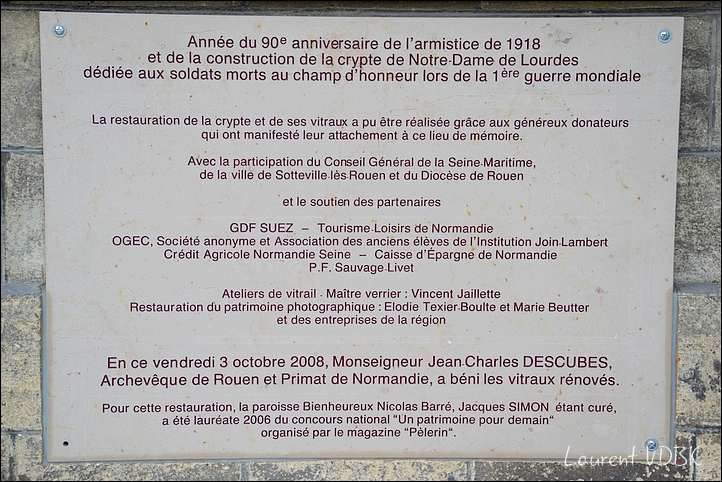 Année du 90e anniversaire de l'armistice de 1918
et de la construction de la crypte de Notre-Dame de Lourdes
dédiée aux soldats morts au champ d'honneur lors de la 1ère guerre mondiale
La restauration de la crypte et de ses vitraux a pu être réalisée grâce aux généreux donateurs
qui ont manifesté leur attachement à ce lieu de mémoire.
Avec la participation du Conseil Général de la Seine-Maritime,
de la ville de Sotteville-lès-Rouen et du Diocèse de Rouen
et le soutien des partenaires
GDF SUEZ – Tourisme-Loisirs de Normandie
OGEC, Société anonyme et Association des anciens élèves de l'Institution Join-Lambert
Crédit Agricole Normandie Seine – Caisse d'Épargne de Normandie
P.F. Sauvage-Livet
Ateliers de vitrail - Maître verrier : Vincent Jaillette
Restauration du patrimoine photographique : Elodie Texier-Boulte et Marie Beutter
et des entreprises de la région
En ce vendredi 3 octobre 2008, Monseigneur Jean-Charles DESCUBES,
Archevêque de Rouen et Primat de Normandie, a béni les vitraux rénovés.
Pour cette restauration, la paroisse Bienheureux Nicolas Barré, Jacques SIMON étant curé,
a été lauréate 2006 du concours national "Un patrimoine pour demain"
organisé par le magazine "Pèlerin".
Laurent VDBK